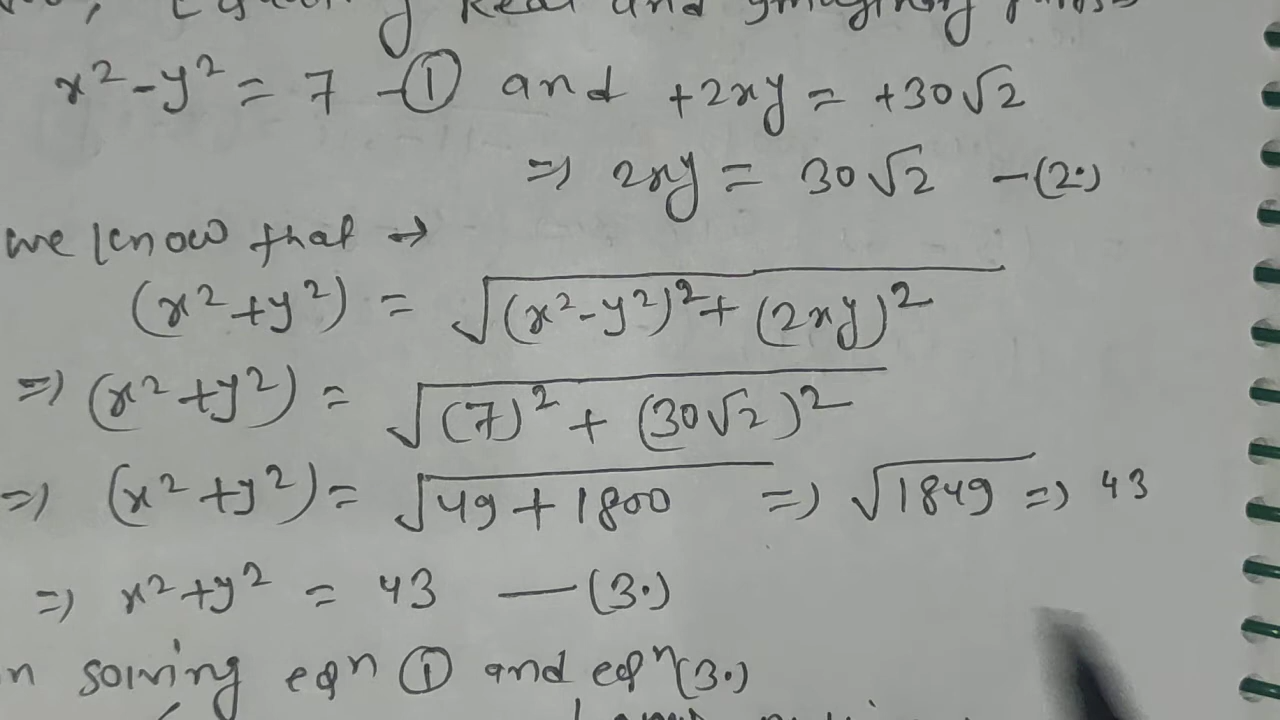 Real and
x²-y² = 7 -① and +2xy = +30√2
=> 2xy = 30√2 -(2.)
we know that →
(x²+y²) = √(x²-y²)²+(2xy)²
=> (x²+y²) = √(7)²+(30√2)²
=> (x²+y²) = √49+1800 => √1849 => 43
=> x²+y² = 43 —(3.)
n solving eqⁿ ① and eqⁿ(3.)